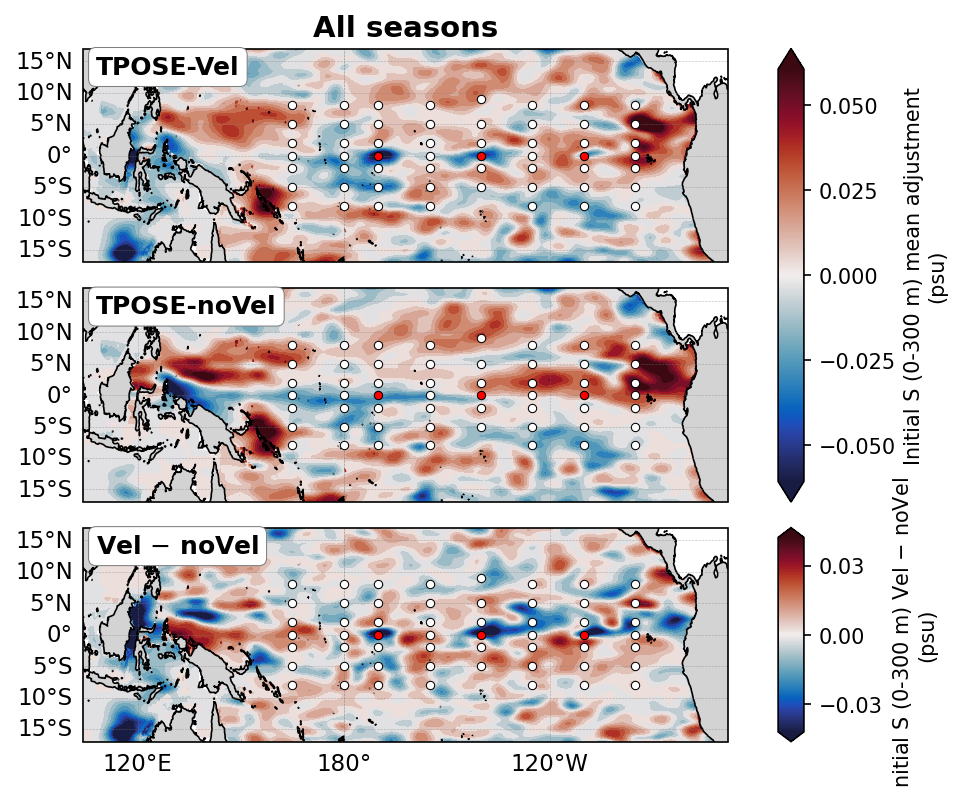 All seasons
TPOSE-Vel
15°N
10°N
5°N
0°
5°S
10°S
15°S
TPOSE-noVel
15°N
10°N
5°N
0°
5°S
10°S
15°S
Vel − noVel
15°N
10°N
5°N
0°
5°S
10°S
15°S
120°E
180°
120°W
0.050
0.025
0.000
−0.025
−0.050
Initial S (0-300 m) mean adjustment
(psu)
0.03
0.00
−0.03
nitial S (0-300 m) Vel − noVel
(psu)